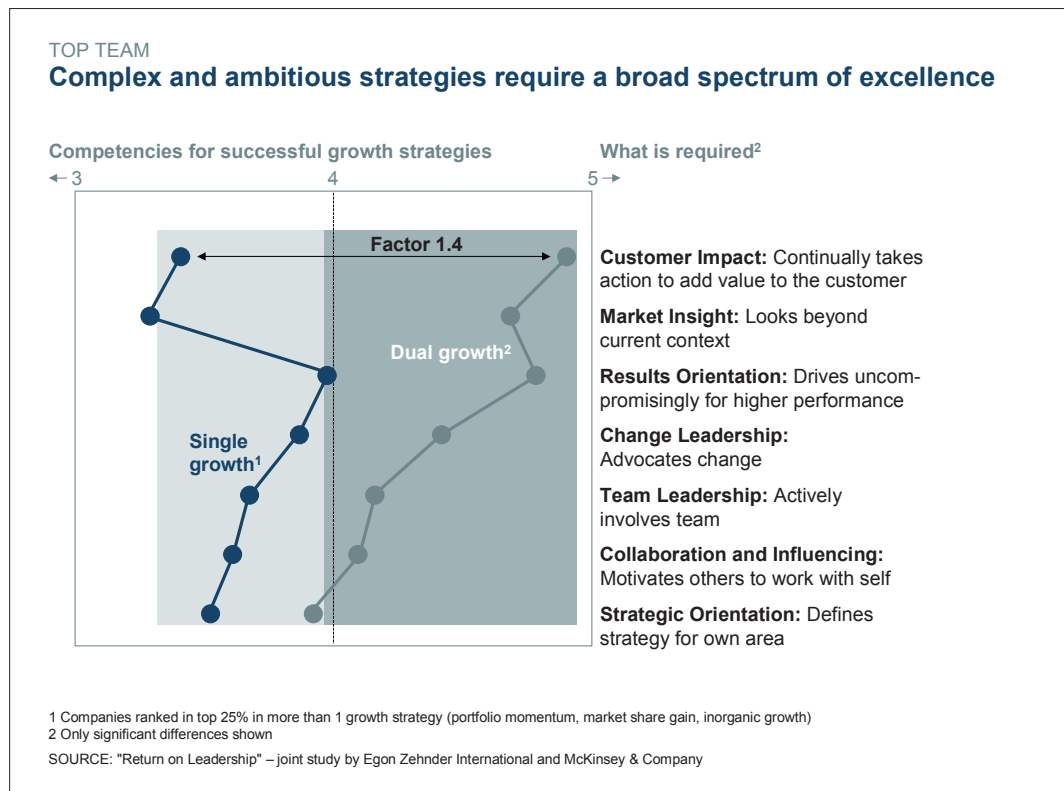 TOP TEAM
Complex and ambitious strategies require a broad spectrum of excellence
Competencies for successful growth strategies
What is required²
← 3
4
5 →
Factor 1.4
Dual growth²
Single
growth¹
Customer Impact: Continually takes
action to add value to the customer
Market Insight: Looks beyond
current context
Results Orientation: Drives uncom-
promisingly for higher performance
Change Leadership:
Advocates change
Team Leadership: Actively
involves team
Collaboration and Influencing:
Motivates others to work with self
Strategic Orientation: Defines
strategy for own area
1 Companies ranked in top 25% in more than 1 growth strategy (portfolio momentum, market share gain, inorganic growth)
2 Only significant differences shown
SOURCE: "Return on Leadership" – joint study by Egon Zehnder International and McKinsey & Company